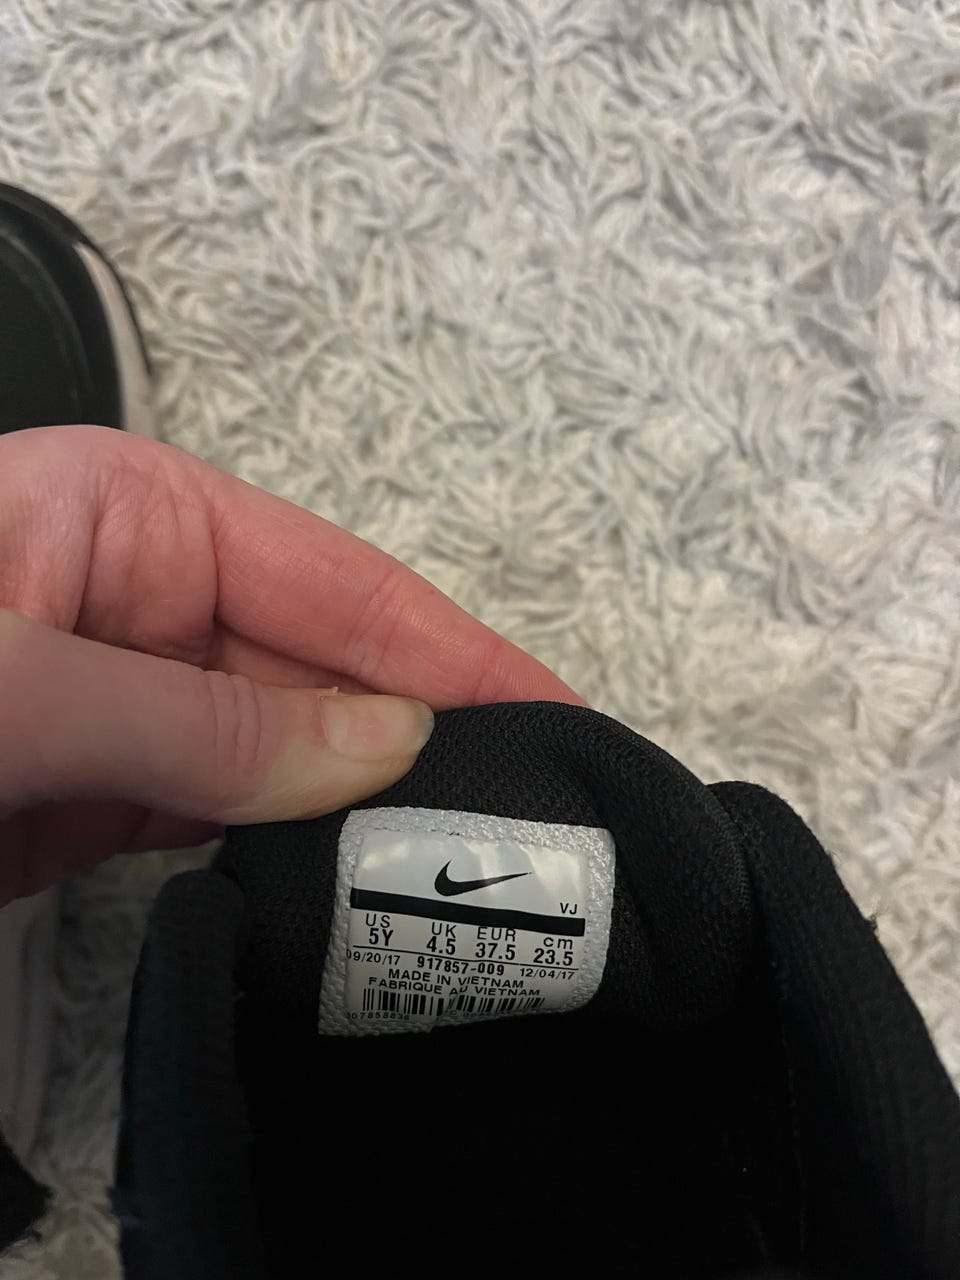 VJ
US UK EUR cm
5Y 4.5 37.5 23.5
09/20/17 917857-009 12/04/17
MADE IN VIETNAM
FABRIQUE AU VIETNAM